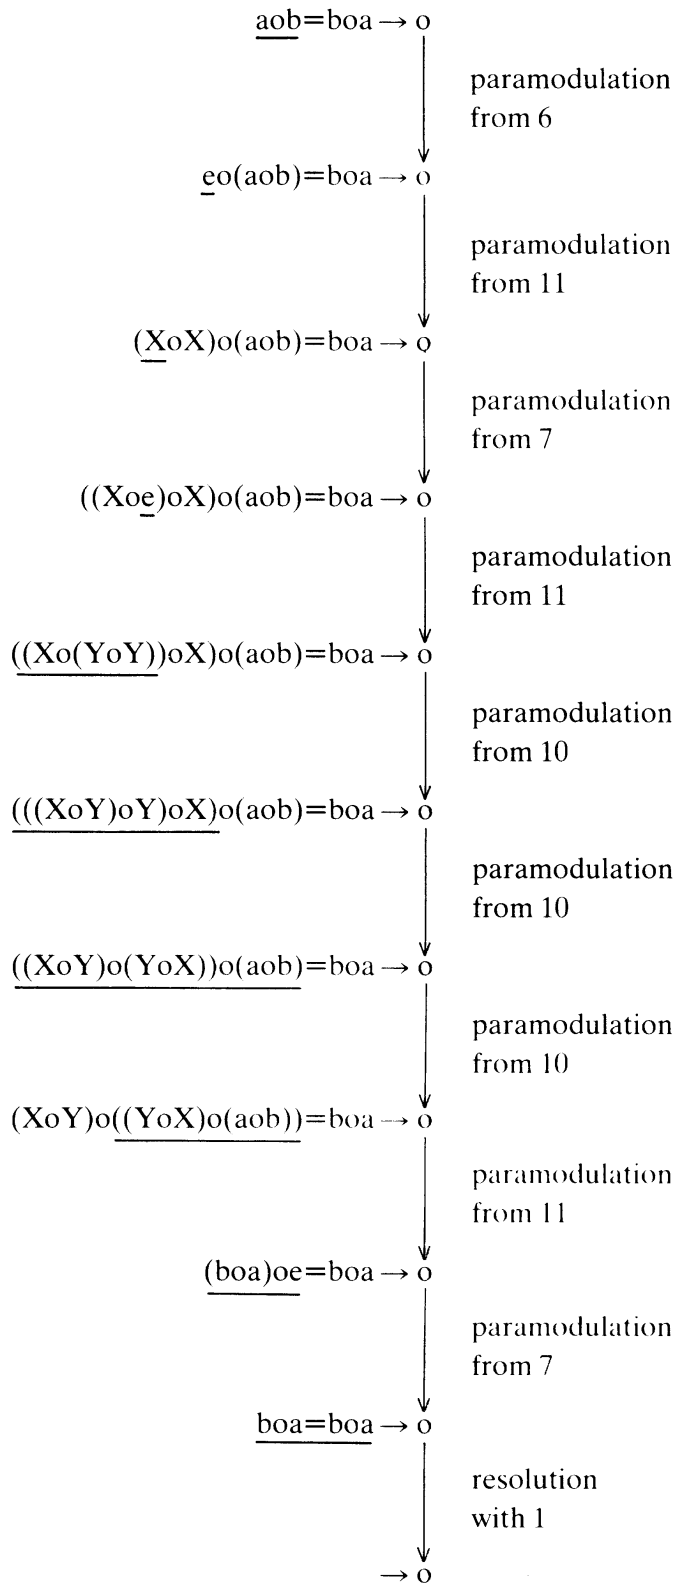 aob=boa → o
paramodulation
from 6
eo(aob)=boa → o
paramodulation
from 11
(XoX)o(aob)=boa → o
paramodulation
from 7
((Xoe)oX)o(aob)=boa → o
paramodulation
from 11
((Xo(YoY))oX)o(aob)=boa → o
paramodulation
from 10
(((XoY)oY)oX)o(aob)=boa → o
paramodulation
from 10
((XoY)o(YoX))o(aob)=boa → o
paramodulation
from 10
(XoY)o((YoX)o(aob))=boa → o
paramodulation
from 11
(boa)oe=boa → o
paramodulation
from 7
boa=boa → o
resolution
with 1
→ o